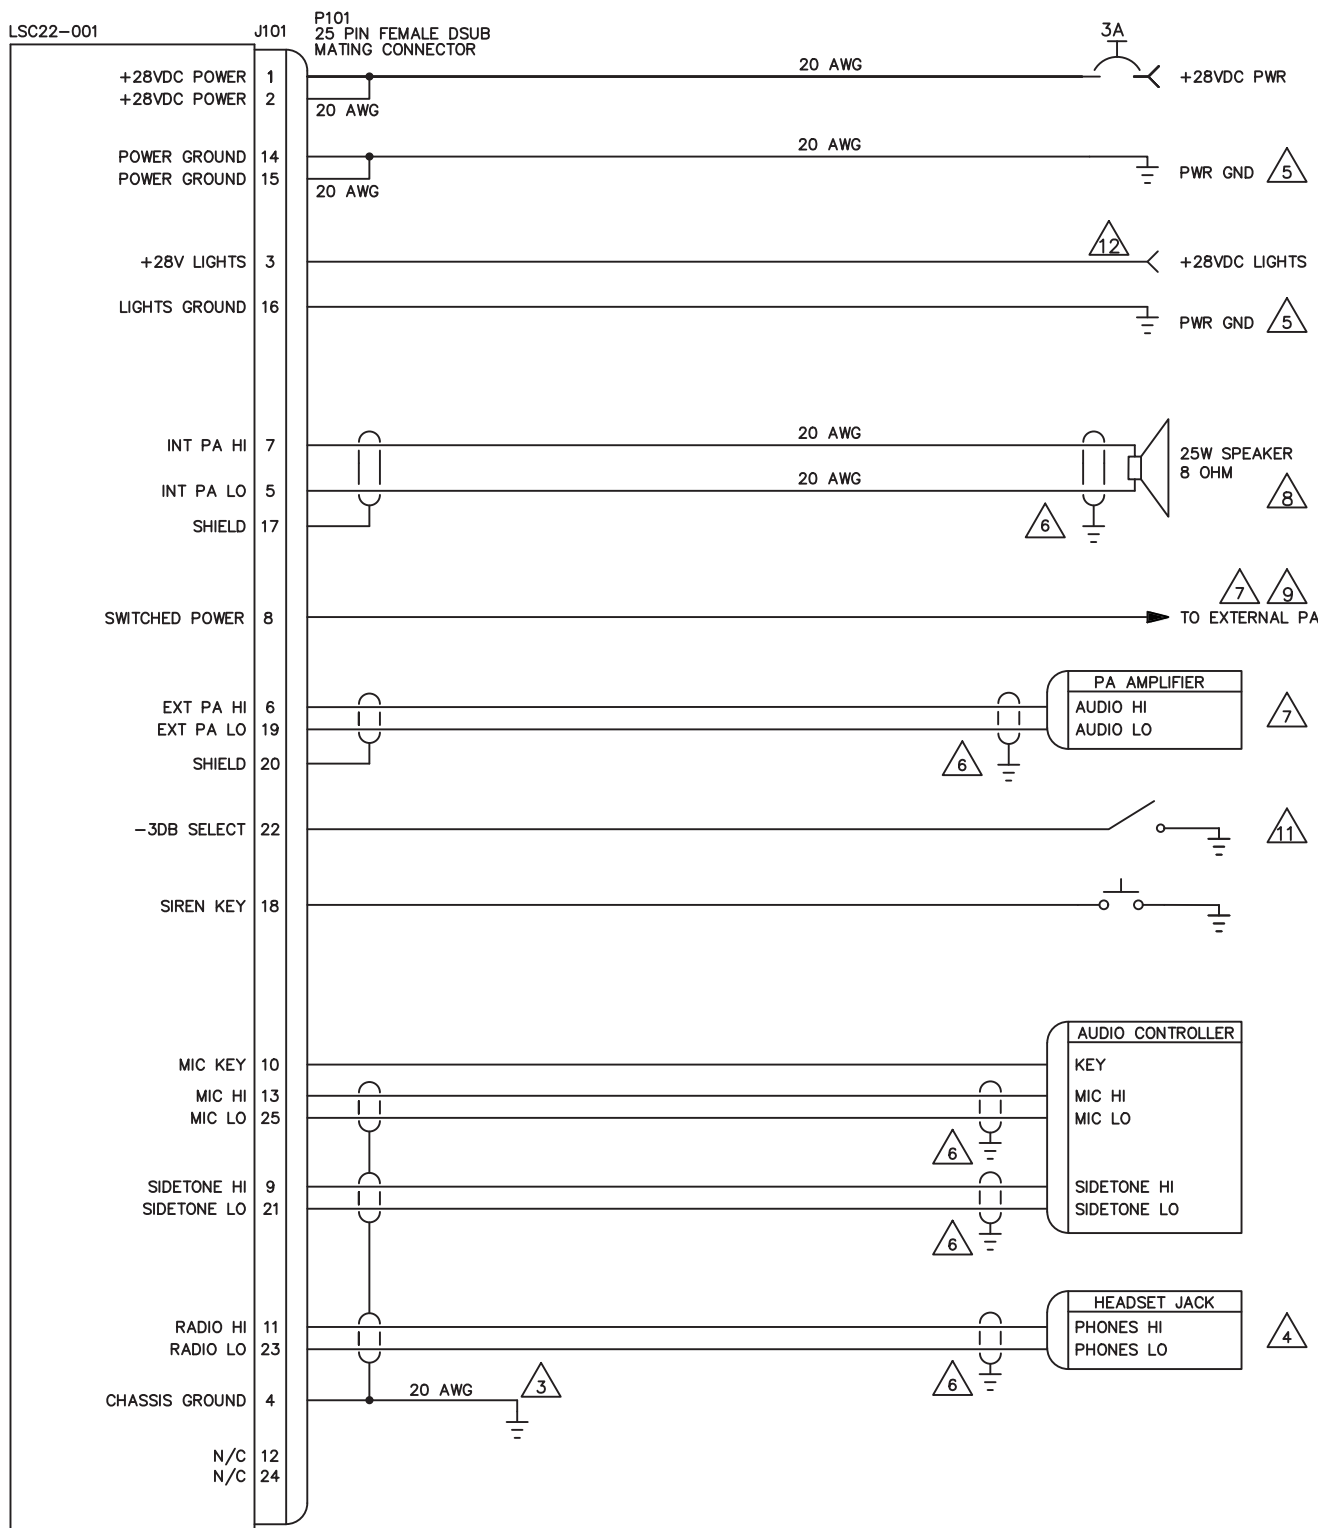 LSC22-001
J101
P101
25 PIN FEMALE DSUB
MATING CONNECTOR
3A
+28VDC POWER 1 20 AWG +28VDC PWR
+28VDC POWER 2
20 AWG
POWER GROUND 14 20 AWG
PWR GND 5
POWER GROUND 15
20 AWG
12
+28V LIGHTS 3 +28VDC LIGHTS
LIGHTS GROUND 16
PWR GND 5
INT PA HI 7 20 AWG
25W SPEAKER
8 OHM
INT PA LO 5 20 AWG
8
SHIELD 17 6
7 9
SWITCHED POWER 8 TO EXTERNAL PA
PA AMPLIFIER
EXT PA HI 6 AUDIO HI 7
EXT PA LO 19 AUDIO LO
SHIELD 20 6
-3DB SELECT 22 11
SIREN KEY 18
AUDIO CONTROLLER
MIC KEY 10 KEY
MIC HI 13 MIC HI
MIC LO 25 MIC LO
6
SIDETONE HI 9 SIDETONE HI
SIDETONE LO 21 SIDETONE LO
6
HEADSET JACK
RADIO HI 11 PHONES HI 4
RADIO LO 23 PHONES LO
6
CHASSIS GROUND 4 20 AWG 3
N/C 12
N/C 24